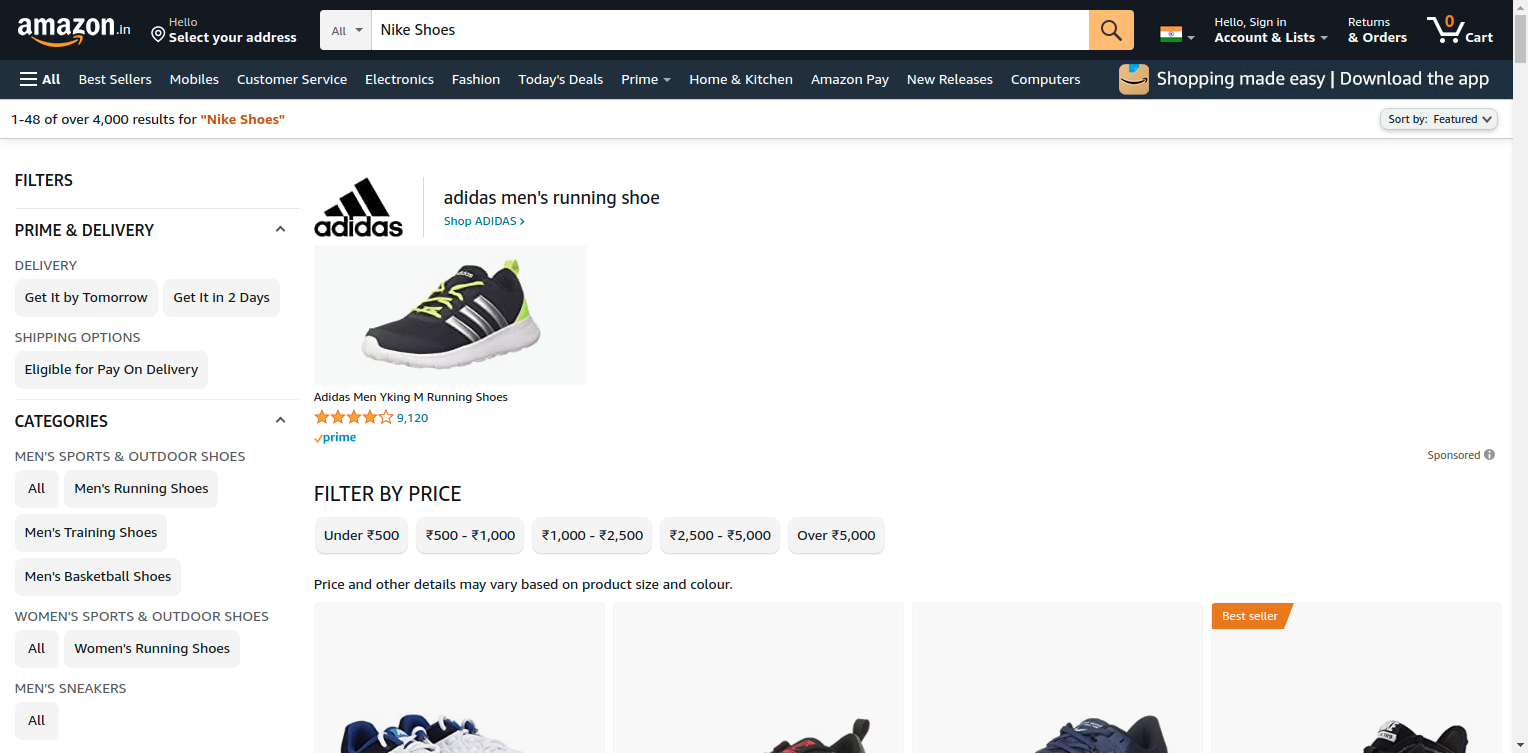 amazon.in
Hello
Select your address
All
Nike Shoes
Hello, Sign in
Account & Lists
Returns
& Orders
0
Cart
All
Best Sellers
Mobiles
Customer Service
Electronics
Fashion
Today's Deals
Prime
Home & Kitchen
Amazon Pay
New Releases
Computers
Shopping made easy | Download the app
1-48 of over 4,000 results for "Nike Shoes"
Sort by: Featured
FILTERS
PRIME & DELIVERY
DELIVERY
Get It by Tomorrow
Get It in 2 Days
SHIPPING OPTIONS
Eligible for Pay On Delivery
CATEGORIES
MEN'S SPORTS & OUTDOOR SHOES
All
Men's Running Shoes
Men's Training Shoes
Men's Basketball Shoes
WOMEN'S SPORTS & OUTDOOR SHOES
All
Women's Running Shoes
MEN'S SNEAKERS
All
adidas
adidas men's running shoe
Shop ADIDAS ›
Adidas Men Yking M Running Shoes
9,120
prime
Sponsored
FILTER BY PRICE
Under ₹500
₹500 - ₹1,000
₹1,000 - ₹2,500
₹2,500 - ₹5,000
Over ₹5,000
Price and other details may vary based on product size and colour.
Best seller